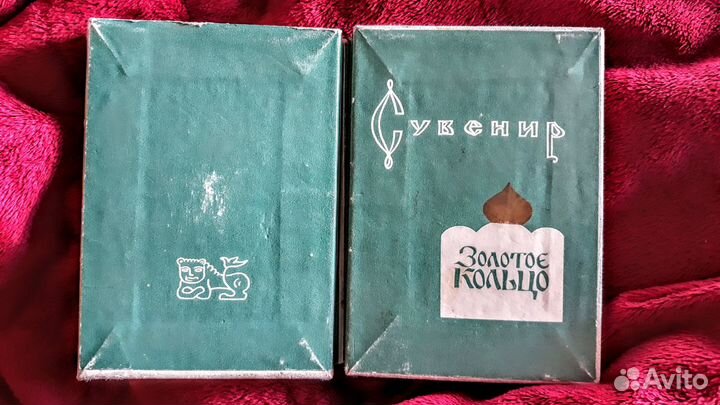 Сувенир
Золотое
кольцо
Avito